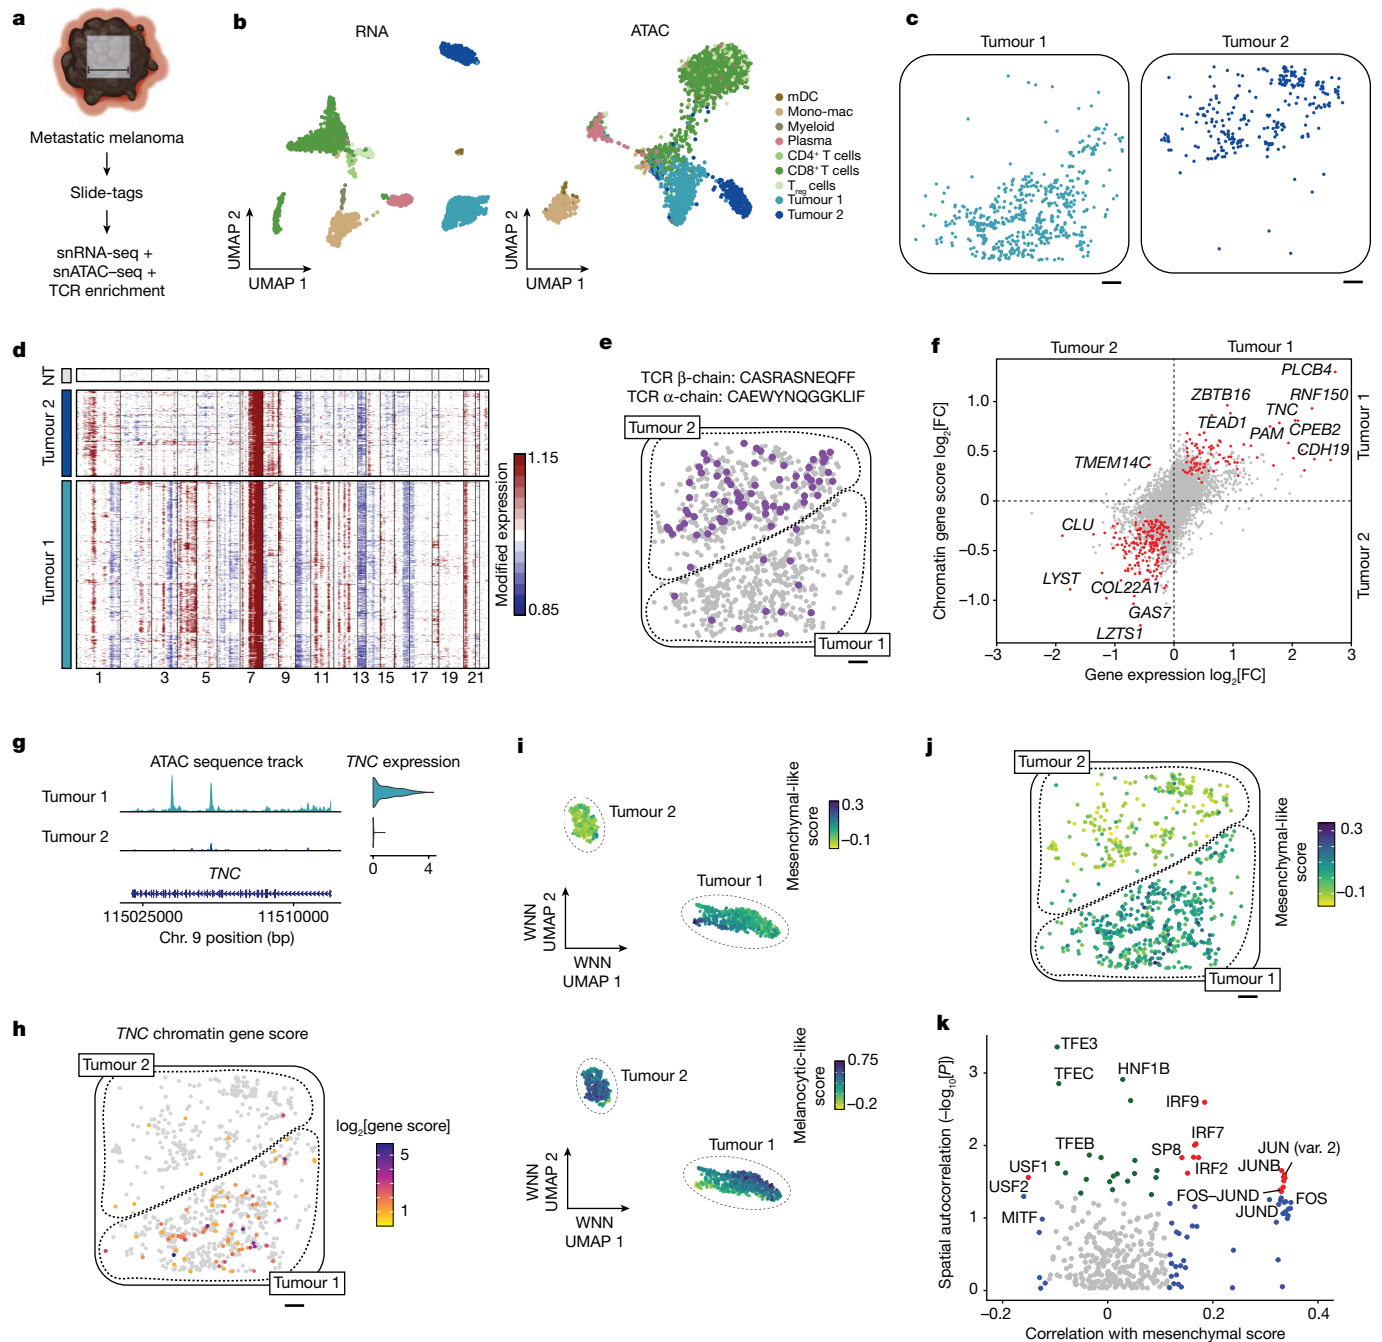 a
Metastatic melanoma
Slide-tags
snRNA-seq +
snATAC–seq +
TCR enrichment
b
RNA
ATAC
UMAP 2
UMAP 1
UMAP 2
UMAP 1
mDC
Mono-mac
Myeloid
Plasma
CD4⁺ T cells
CD8⁺ T cells
Treg cells
Tumour 1
Tumour 2
c
Tumour 1
Tumour 2
d
NT
Tumour 2
Tumour 1
1 3 5 7 9 11 13 15 17 19 21
1.15
Modified expression
0.85
e
TCR β-chain: CASRASNEQFF
TCR α-chain: CAEWYNQGGKLIF
Tumour 2
Tumour 1
f
Tumour 2
Tumour 1
Chromatin gene score log₂[FC]
1.0
0.5
0
−0.5
−1.0
PLCB4
RNF150
ZBTB16
TNC
TEAD1
CPEB2
PAM
CDH19
TMEM14C
CLU
LYST
COL22A1
GAS7
LZTS1
Tumour 1
Tumour 2
−3 −2 −1 0 1 2 3
Gene expression log₂[FC]
g
ATAC sequence track
TNC expression
Tumour 1
Tumour 2
0 4
TNC
115025000 11510000
Chr. 9 position (bp)
h
TNC chromatin gene score
Tumour 2
Tumour 1
log₂[gene score]
5
1
i
Tumour 2
Tumour 1
WNN
UMAP 2
WNN
UMAP 1
Mesenchymal-like
score
0.3
−0.1
Tumour 2
Tumour 1
WNN
UMAP 2
WNN
UMAP 1
Melanocytic-like
score
0.75
−0.2
j
Tumour 2
Tumour 1
Mesenchymal-like
score
0.3
−0.1
k
Spatial autocorrelation (−log₁₀[P])
3
2
1
0
TFE3
TFEC
HNF1B
IRF9
IRF7
TFEB
SP8
JUN (var. 2)
USF1
IRF2
JUNB
USF2
FOS–JUND
FOS
MITF
JUND
−0.2 0 0.2 0.4
Correlation with mesenchymal score